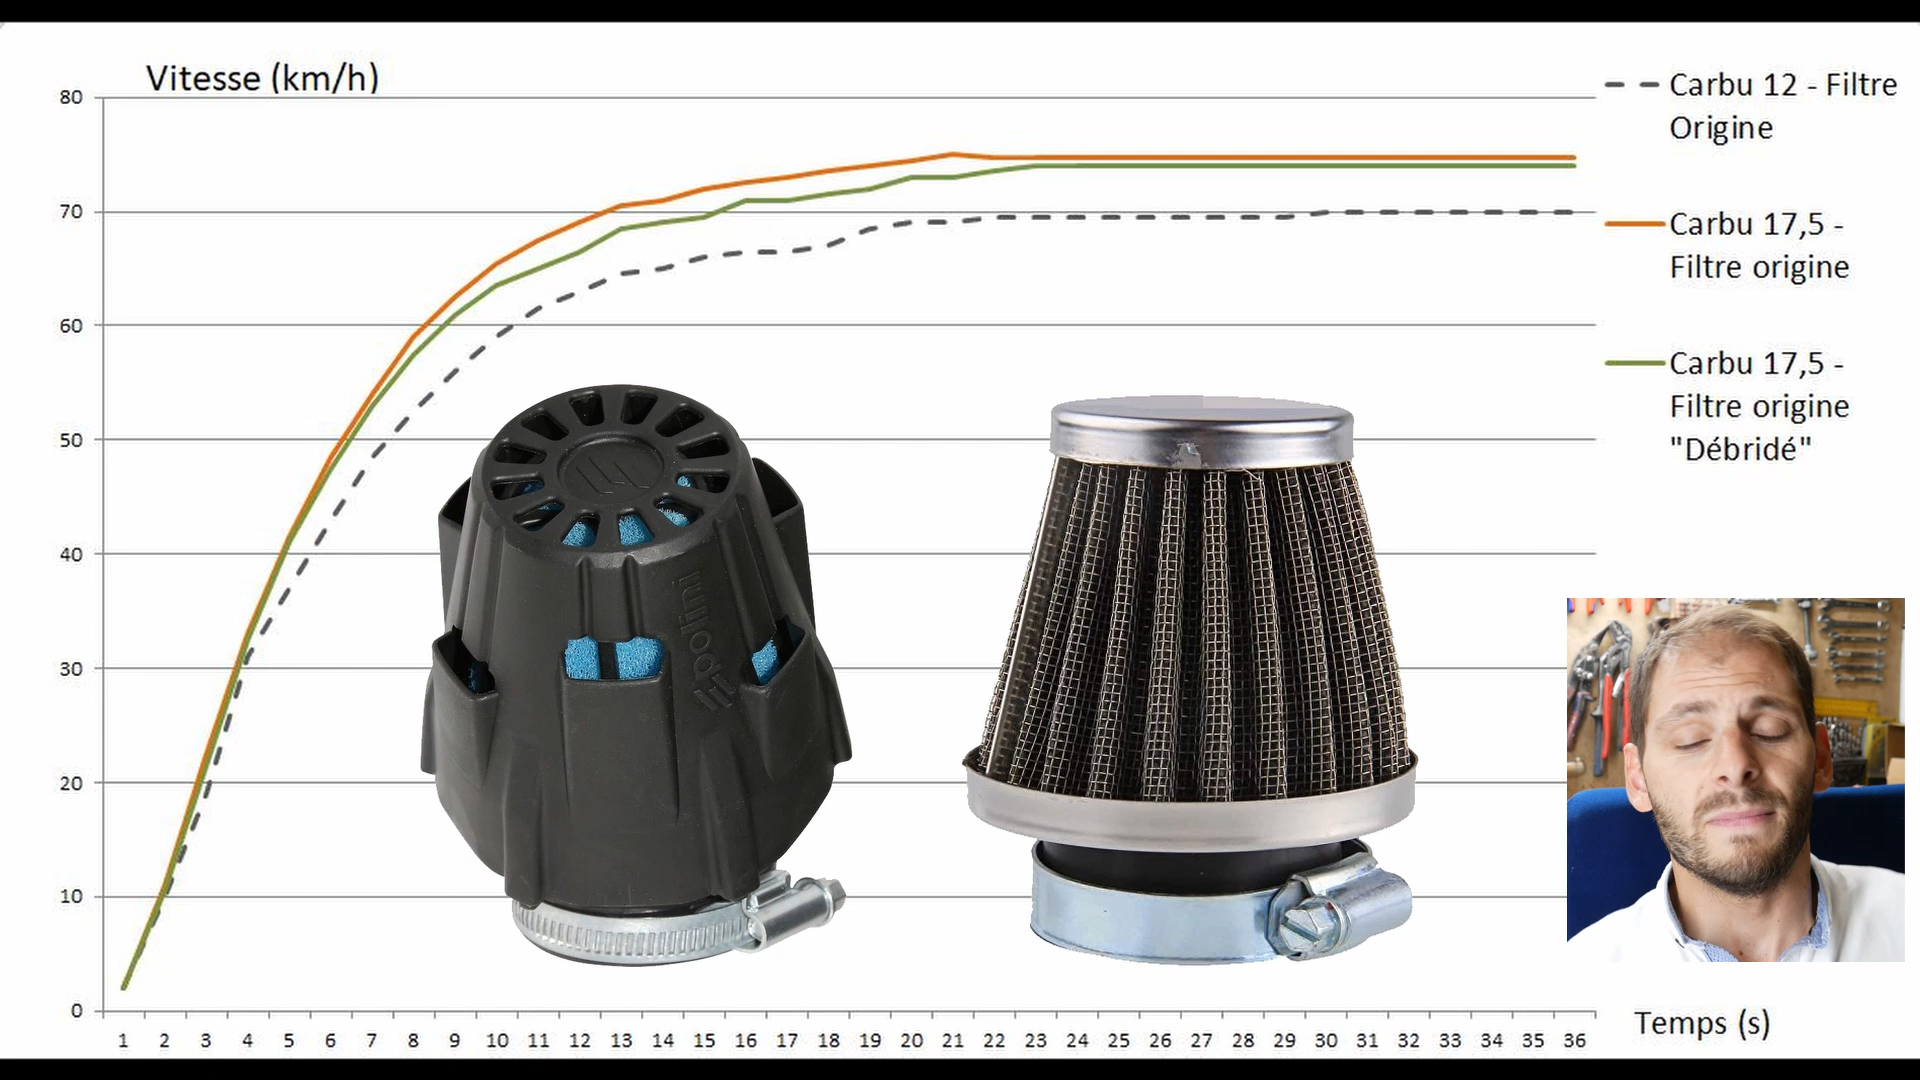 Vitesse (km/h)
80
70
60
50
40
30
20
10
0
1 2 3 4 5 6 7 8 9 10 11 12 13 14 15 16 17 18 19 20 21 22 23 24 25 26 27 28 29 30 31 32 33 34 35 36
Temps (s)
Carbu 12 - Filtre
Origine
Carbu 17,5 -
Filtre origine
Carbu 17,5 -
Filtre origine
"Débridé"
polini